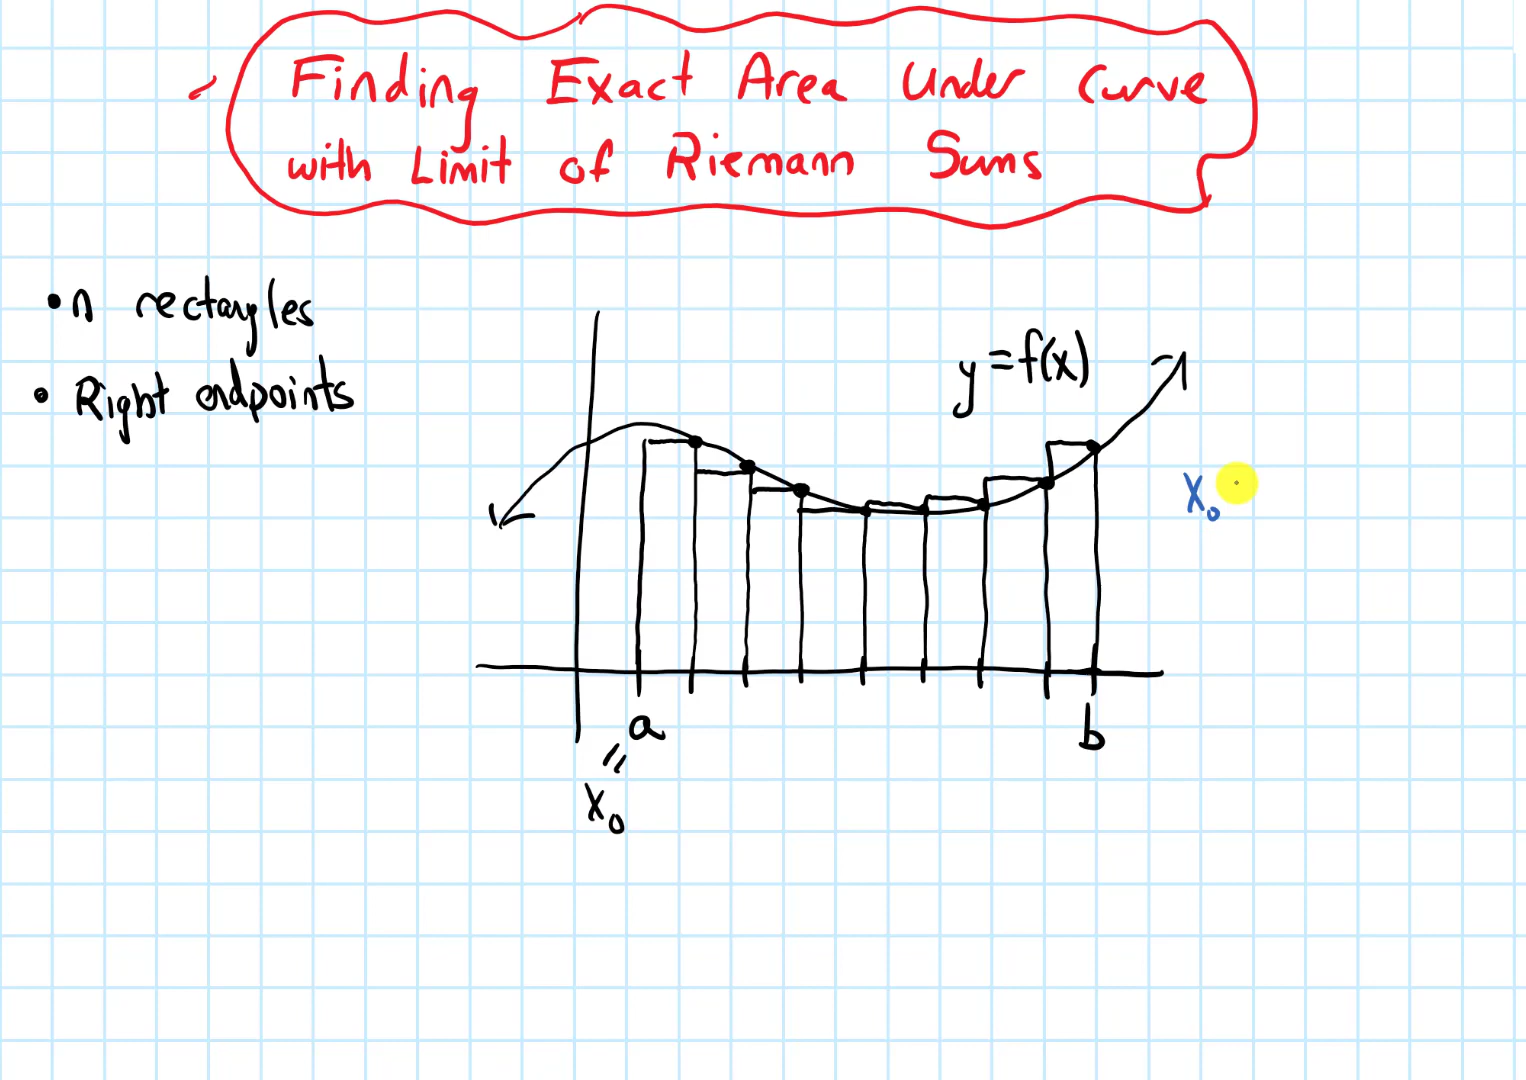 Finding Exact Area Under Curve
with Limit of Riemann Sums
• n rectangles
• Right endpoints
y = f(x)
x₀
a b
=
x₀